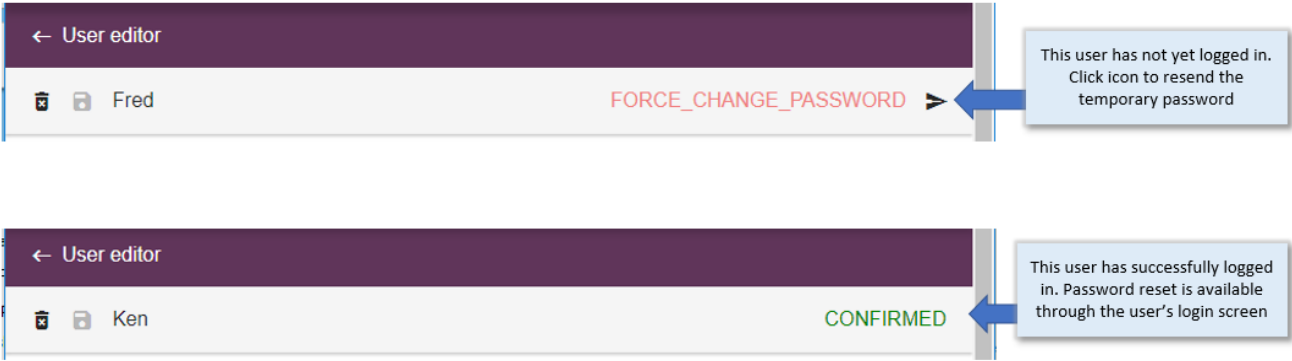 ← User editor
Fred FORCE_CHANGE_PASSWORD
This user has not yet logged in.
Click icon to resend the
temporary password
← User editor
Ken CONFIRMED
This user has successfully logged
in. Password reset is available
through the user's login screen